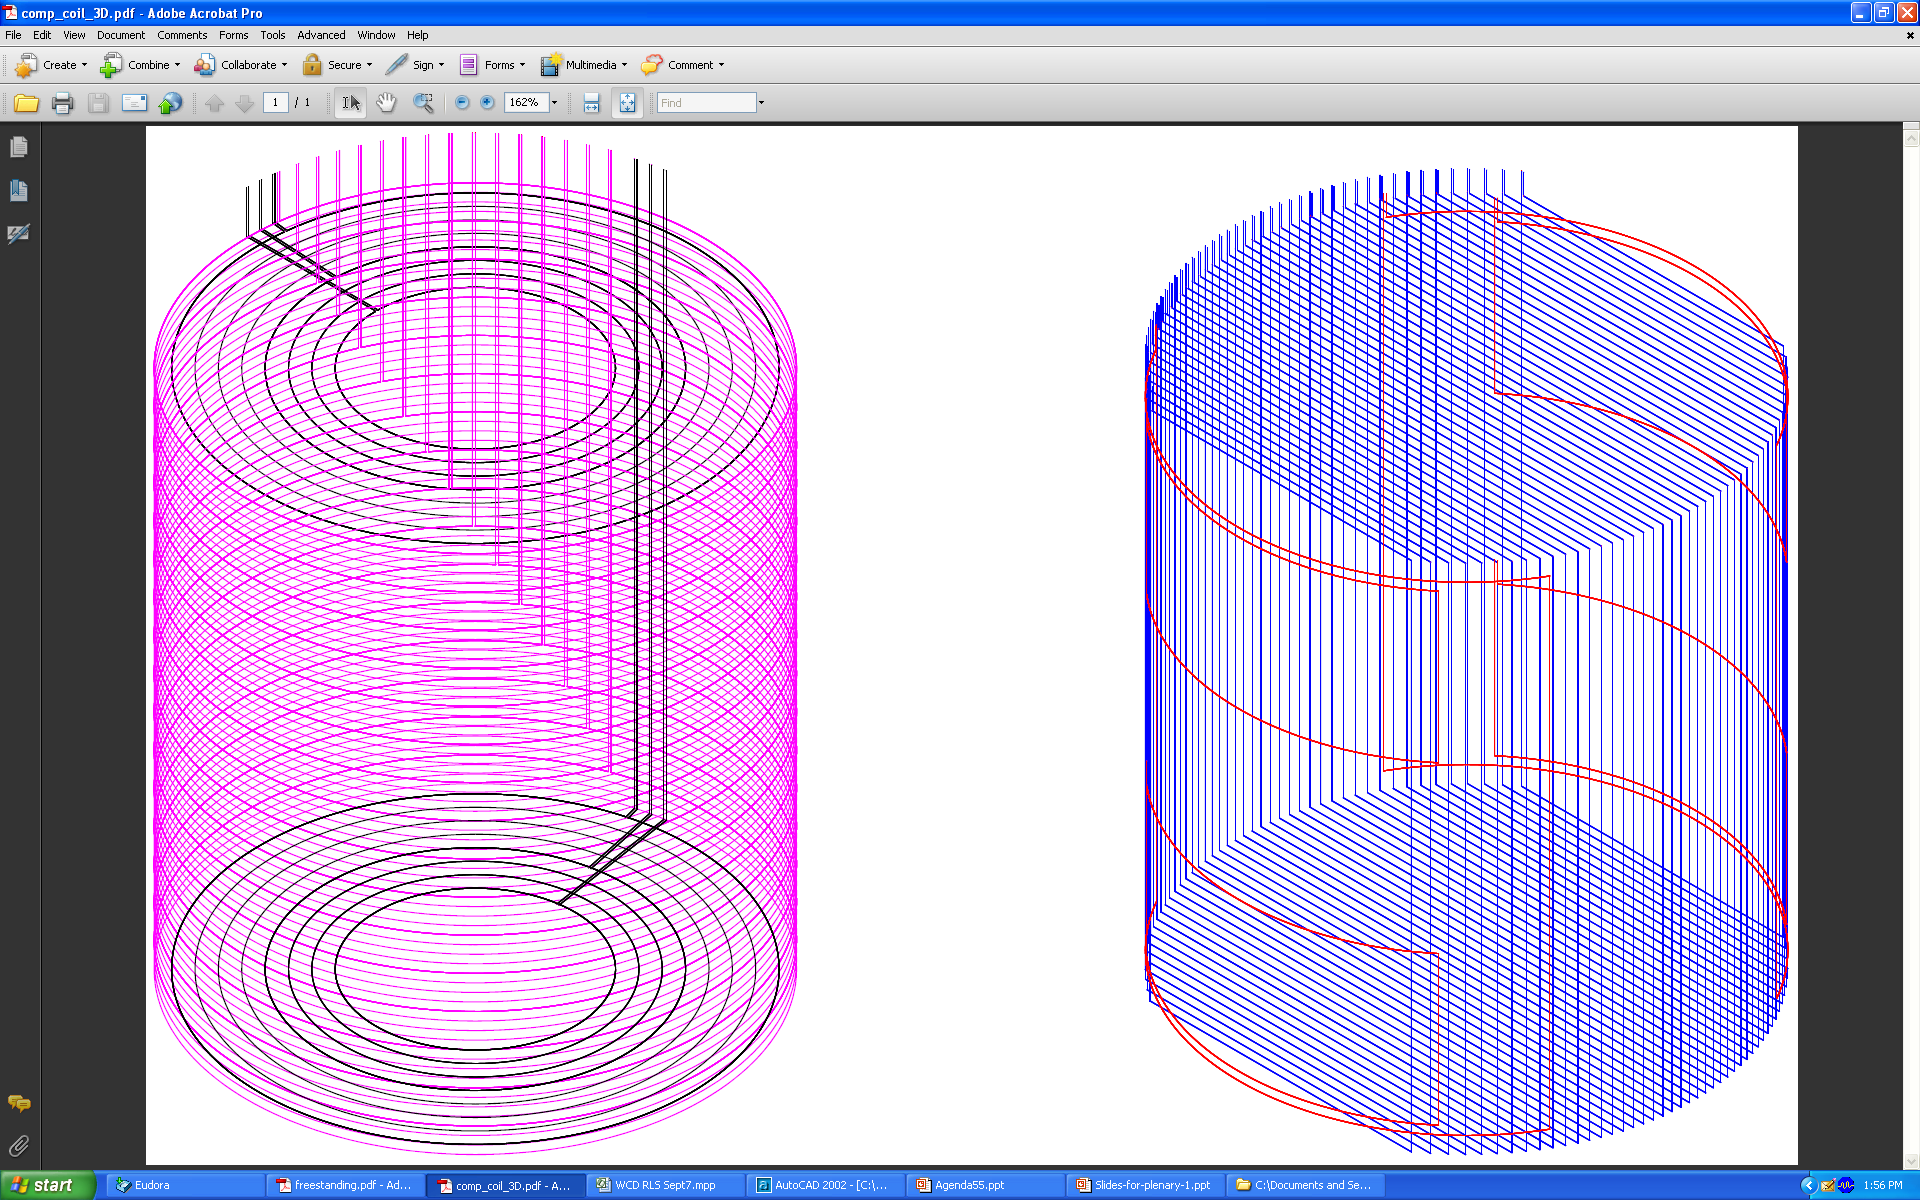 comp_coil_3D.pdf - Adobe Acrobat Pro
File Edit View Document Comments Forms Tools Advanced Window Help
Create Combine Collaborate Secure Sign Forms Multimedia Comment
1 / 1 162% Find
start Eudora freestanding.pdf - Ad... comp_coil_3D.pdf - A... WCD RLS Sept7.mpp AutoCAD 2002 - [C:\... Agenda55.ppt Slides-for-plenary-1.ppt C:\Documents and Se... 1:56 PM